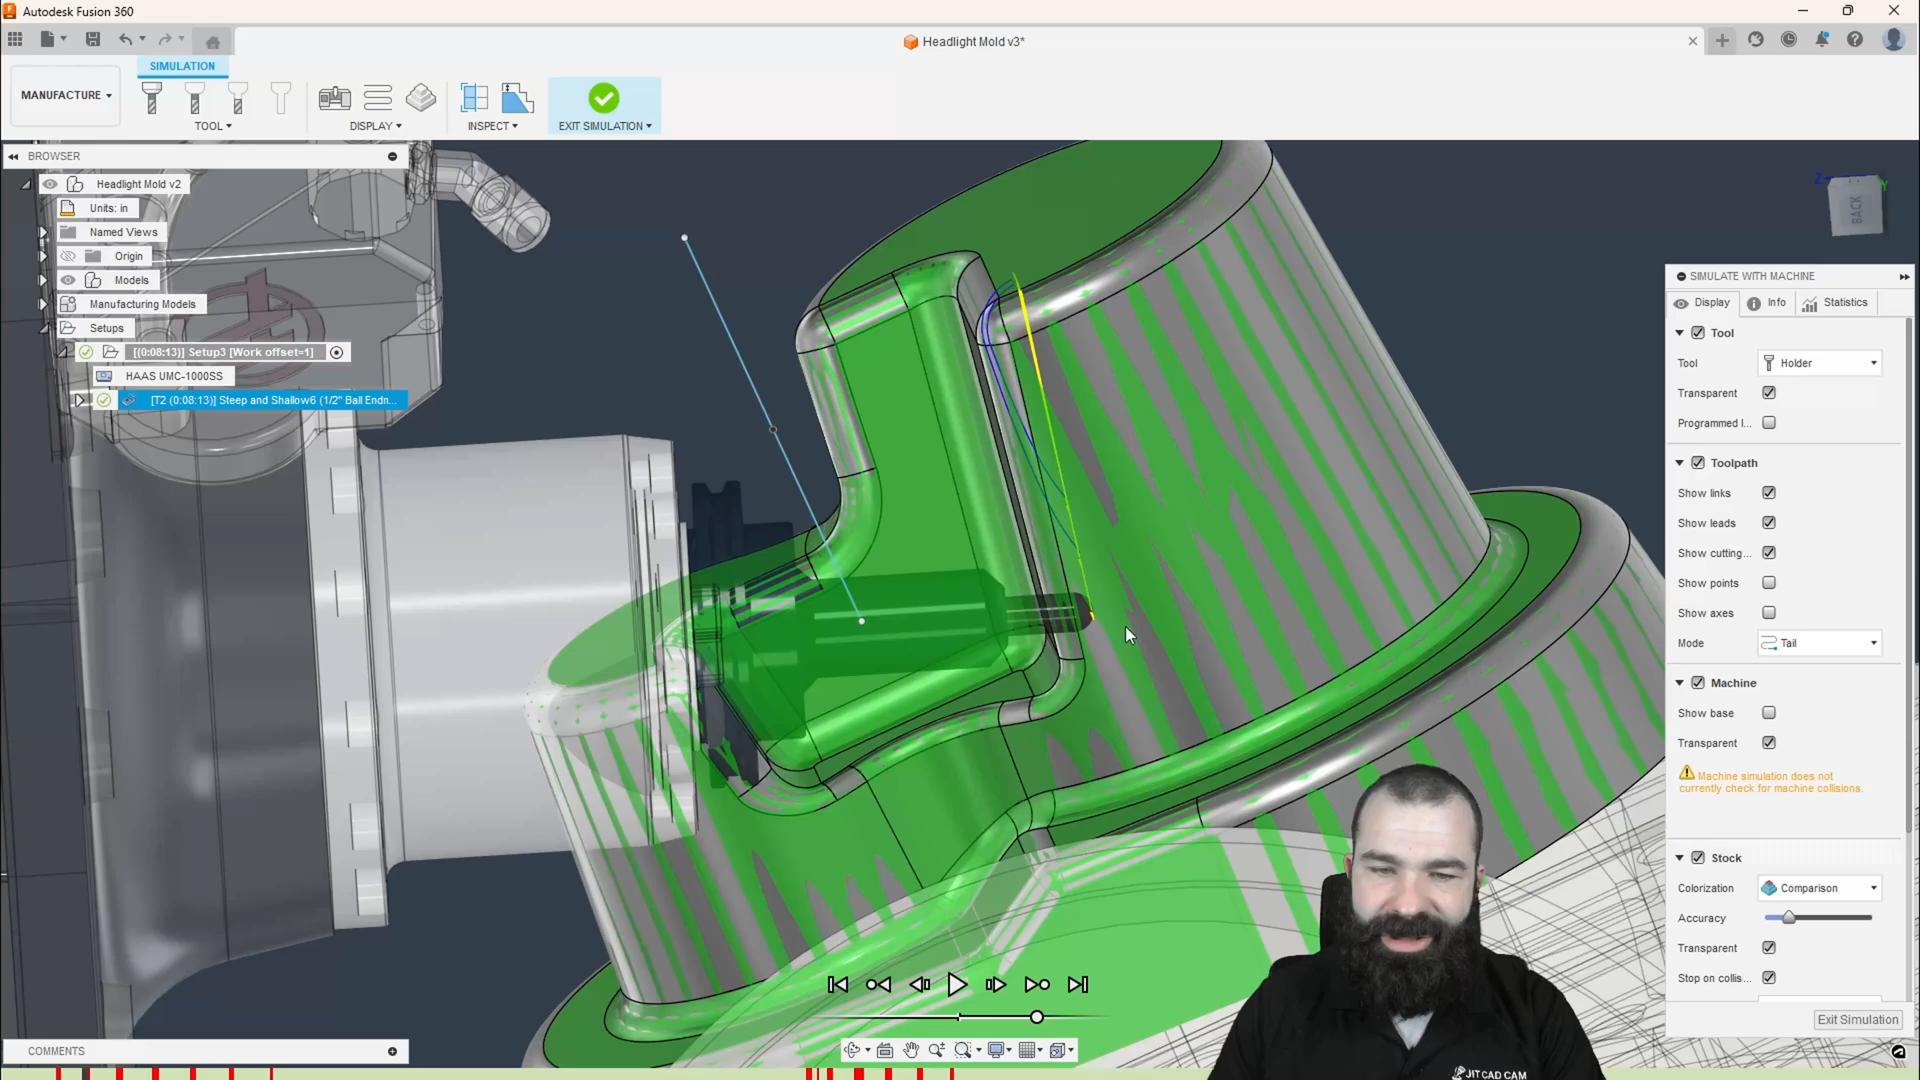 Autodesk Fusion 360
Headlight Mold v3*
SIMULATION
MANUFACTURE
TOOL
DISPLAY
INSPECT
EXIT SIMULATION
BROWSER
Headlight Mold v2
Units: in
Named Views
Origin
Models
Manufacturing Models
Setups
[(0:08:13)] Setup3 [Work offset=1]
HAAS UMC-1000SS
[T2 (0:08:13)] Steep and Shallow6 (1/2" Ball Endn...
Z
Y
BACK
SIMULATE WITH MACHINE
Display
Info
Statistics
Tool
Tool
Holder
Transparent
Programmed I...
Toolpath
Show links
Show leads
Show cutting...
Show points
Show axes
Mode
Tail
Machine
Show base
Transparent
Machine simulation does not
currently check for machine collisions.
Stock
Colorization
Comparison
Accuracy
Transparent
Stop on collis...
Exit Simulation
COMMENTS
JIT CAD CAM